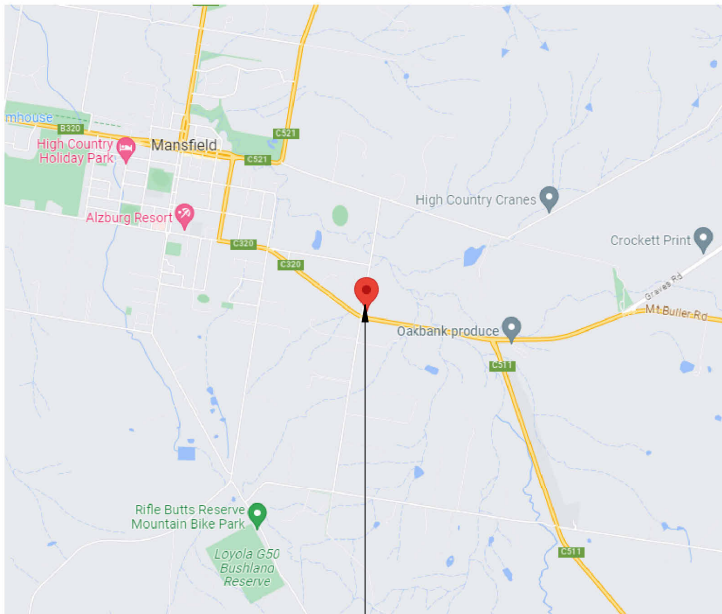 mhouse
B320
High Country
Holiday Park
Mansfield
C521
C521
Alzburg Resort
High Country Cranes
Crockett Print
C320
C320
Graves Rd
Mt Buller Rd
Oakbank produce
C511
Rifle Butts Reserve
Mountain Bike Park
Loyola G50
Bushland
Reserve
C511